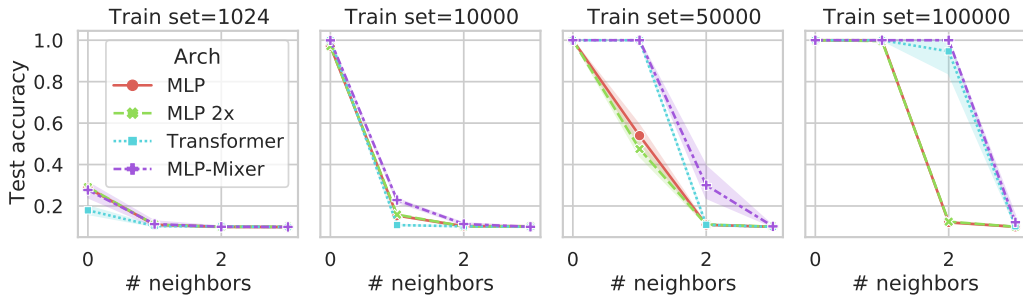 Train set=1024 Train set=10000 Train set=50000 Train set=100000
Test accuracy
1.0
0.8
0.6
0.4
0.2
Arch
MLP
MLP 2x
Transformer
MLP-Mixer
0 2 0 2 0 2 0 2
# neighbors # neighbors # neighbors # neighbors